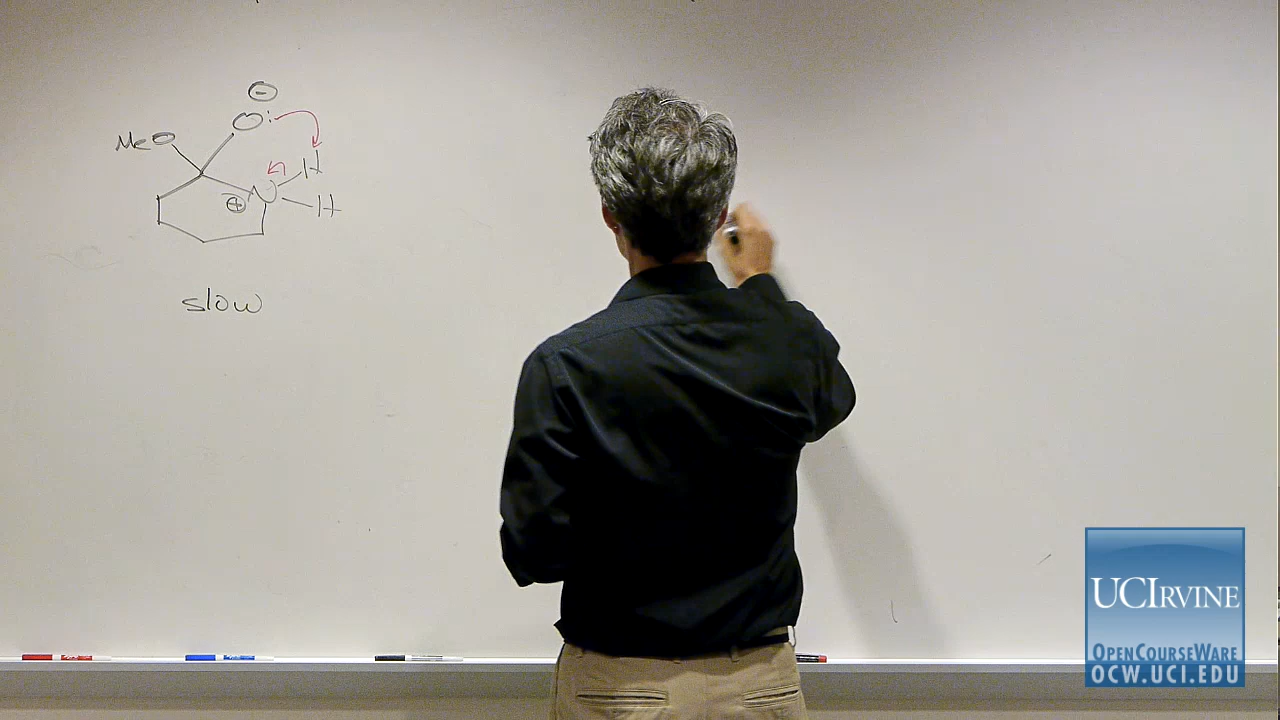 ⊖
O:
MeO
H
⊕ N
H
slow
UCIRVINE
OPENCOURSEWARE
OCW.UCI.EDU